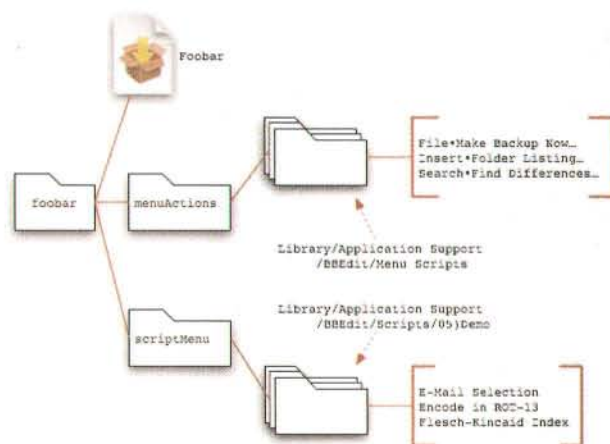 Foobar
File•Make Backup Now…
Insert•Folder Listing…
Search•Find Differences…
foobar
menuActions
Library/Application Support
/BBEdit/Menu Scripts
Library/Application Support
/BBEdit/Scripts/05)Demo
scriptMenu
E-Mail Selection
Encode in ROT-13
Flesch-Kincaid Index